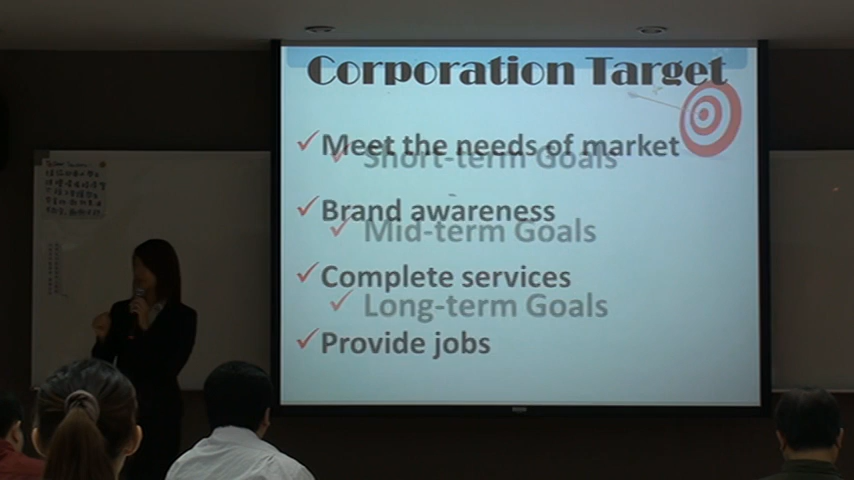 Corporation Target
✓ Meet the needs of market
✓ Short-term Goals
✓ Brand awareness
✓ Mid-term Goals
✓ Complete services
✓ Long-term Goals
✓ Provide jobs